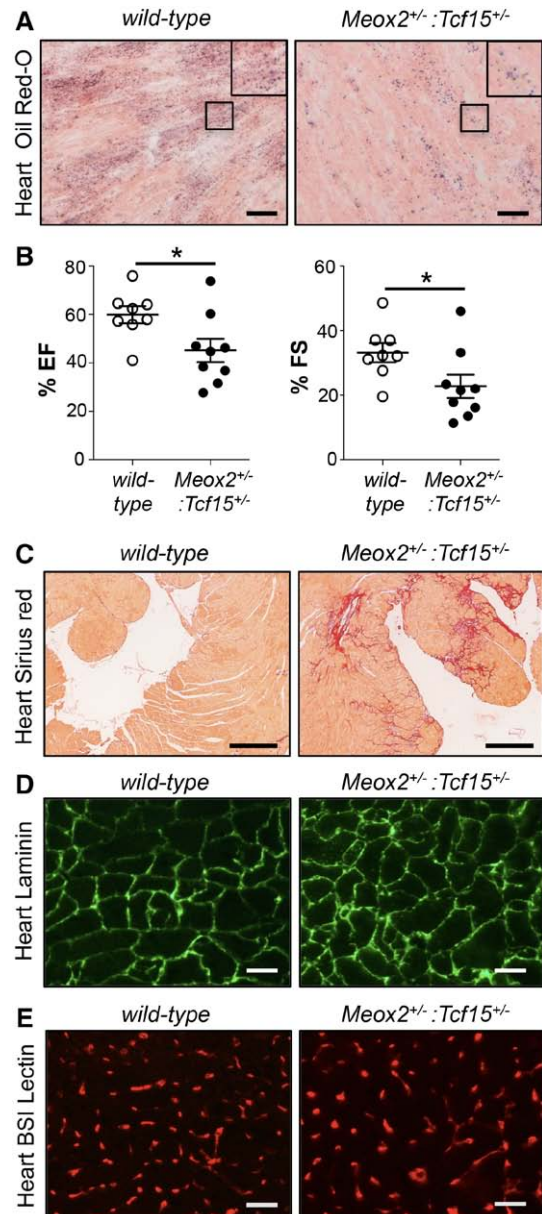 A
wild-type
Meox2+/- :Tcf15+/-
Heart Oil Red-O
B
80
60
40
20
0
% EF
*
wild-
type
Meox2+/-
:Tcf15+/-
60
40
20
0
% FS
*
wild-
type
Meox2+/-
:Tcf15+/-
C
wild-type
Meox2+/- :Tcf15+/-
Heart Sirius red
D
wild-type
Meox2+/- :Tcf15+/-
Heart Laminin
E
wild-type
Meox2+/- :Tcf15+/-
Heart BSI Lectin